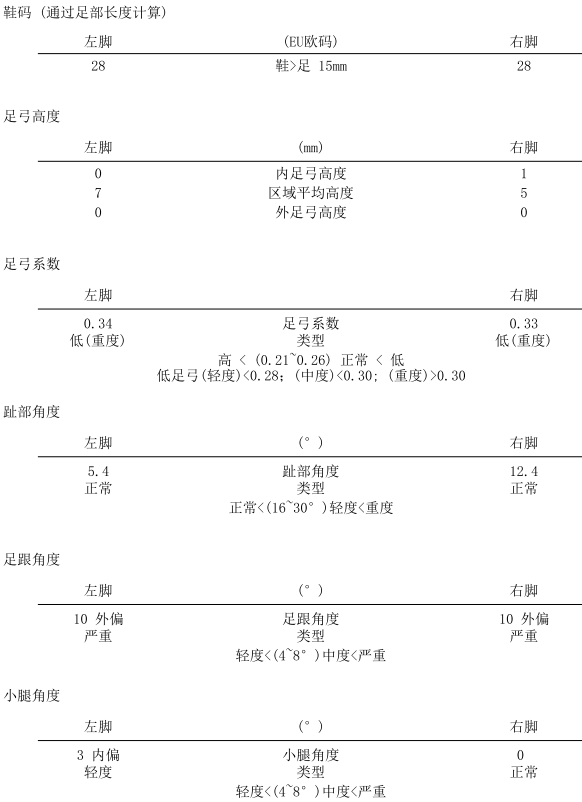 鞋码 (通过足部长度计算)
左脚 (EU欧码) 右脚
28 鞋>足 15mm 28
足弓高度
左脚 (mm) 右脚
0 内足弓高度 1
7 区域平均高度 5
0 外足弓高度 0
足弓系数
左脚 右脚
0.34 足弓系数 0.33
低(重度) 类型 低(重度)
高 < (0.21~0.26) 正常 < 低
低足弓(轻度)<0.28; (中度)<0.30; (重度)>0.30
趾部角度
左脚 (° ) 右脚
5.4 趾部角度 12.4
正常 类型 正常
正常<(16~30° )轻度<重度
足跟角度
左脚 (° ) 右脚
10 外偏 足跟角度 10 外偏
严重 类型 严重
轻度<(4~8° )中度<严重
小腿角度
左脚 (° ) 右脚
3 内偏 小腿角度 0
轻度 类型 正常
轻度<(4~8° )中度<严重